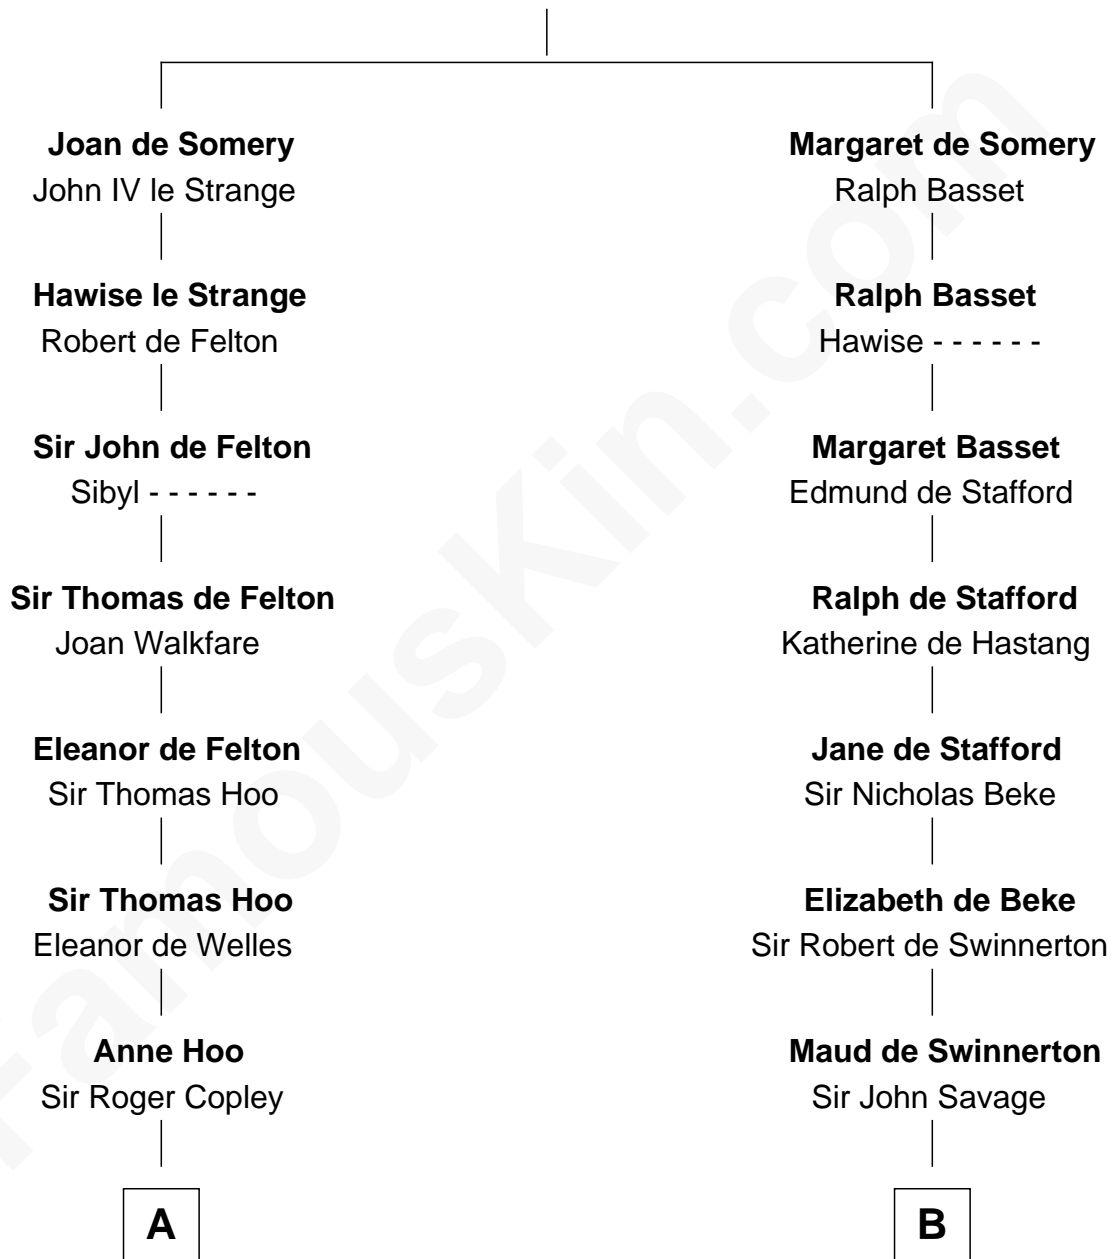 Joan de Somery
John IV le Strange
Hawise le Strange
Robert de Felton
Sir John de Felton
Sibyl - - - - - -
Sir Thomas de Felton
Joan Walkfare
Eleanor de Felton
Sir Thomas Hoo
Sir Thomas Hoo
Eleanor de Welles
Anne Hoo
Sir Roger Copley
A
Margaret de Somery
Ralph Basset
Ralph Basset
Hawise - - - - - -
Margaret Basset
Edmund de Stafford
Ralph de Stafford
Katherine de Hastang
Jane de Stafford
Sir Nicholas Beke
Elizabeth de Beke
Sir Robert de Swinnerton
Maud de Swinnerton
Sir John Savage
B
FamousKin.com